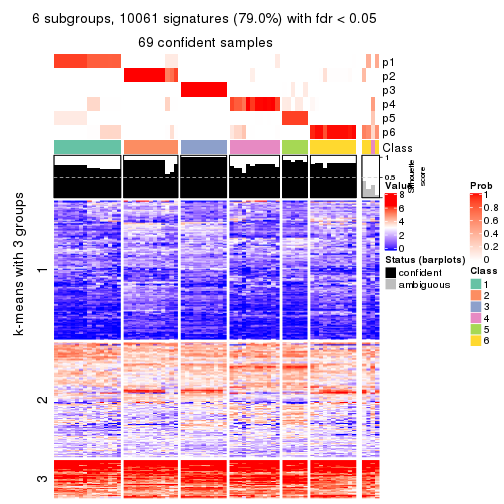 6 subgroups, 10061 signatures (79.0%) with fdr < 0.05
69 confident samples
p1
p2
p3
p4
p5
p6
Class
1
0.5
0
Silhouette
score
k-means with 3 groups
1
2
3
Value
8
6
4
2
0
Status (barplots)
confident
ambiguous
Prob
1
0.8
0.6
0.4
0.2
0
Class
1
2
3
4
5
6